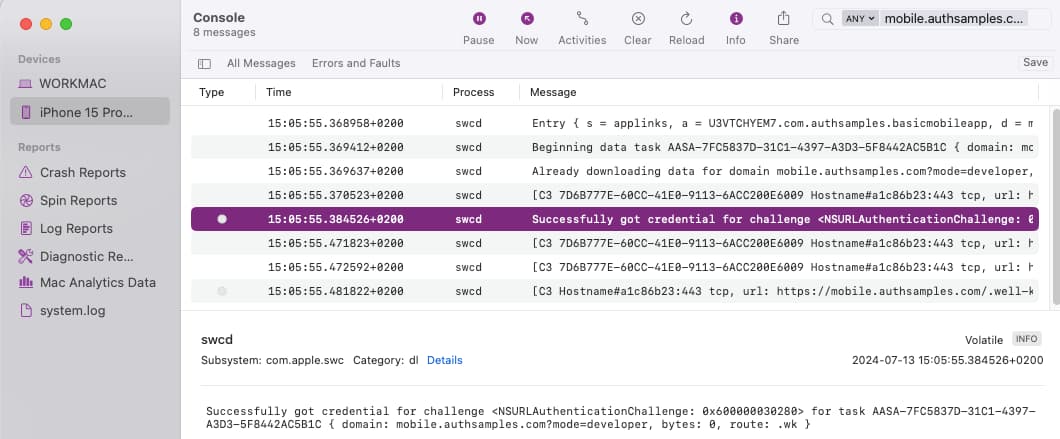 Console
8 messages
Pause
Now
Activities
Clear
Reload
Info
Share
ANY
mobile.authsamples.c...
Devices
WORKMAC
iPhone 15 Pro...
Reports
Crash Reports
Spin Reports
Log Reports
Diagnostic Re...
Mac Analytics Data
system.log
All Messages Errors and Faults Save
Type Time Process Message
15:05:55.368958+0200 swcd Entry { s = applinks, a = U3VTCHYEM7.com.authsamples.basicmobileapp, d = m
15:05:55.369412+0200 swcd Beginning data task AASA-7FC5837D-31C1-4397-A3D3-5F8442AC5B1C { domain: mo
15:05:55.369637+0200 swcd Already downloading data for domain mobile.authsamples.com?mode=developer,
15:05:55.370523+0200 swcd [C3 7D6B777E-60CC-41E0-9113-6ACC200E6009 Hostname#a1c86b23:443 tcp, url: h
15:05:55.384526+0200 swcd Successfully got credential for challenge <NSURLAuthenticationChallenge: 0
15:05:55.471823+0200 swcd [C3 7D6B777E-60CC-41E0-9113-6ACC200E6009 Hostname#a1c86b23:443 tcp, url: h
15:05:55.472592+0200 swcd [C3 7D6B777E-60CC-41E0-9113-6ACC200E6009 Hostname#a1c86b23:443 tcp, url: h
15:05:55.481822+0200 swcd [C3 Hostname#a1c86b23:443 tcp, url: https://mobile.authsamples.com/.well-k
swcd Volatile INFO
Subsystem: com.apple.swc Category: dl Details 2024-07-13 15:05:55.384526+0200
Successfully got credential for challenge <NSURLAuthenticationChallenge: 0x600000030280> for task AASA-7FC5837D-31C1-4397-
A3D3-5F8442AC5B1C { domain: mobile.authsamples.com?mode=developer, bytes: 0, route: .wk }